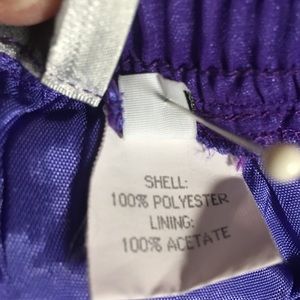 SHELL:
100% POLYESTER
LINING:
100% ACETATE